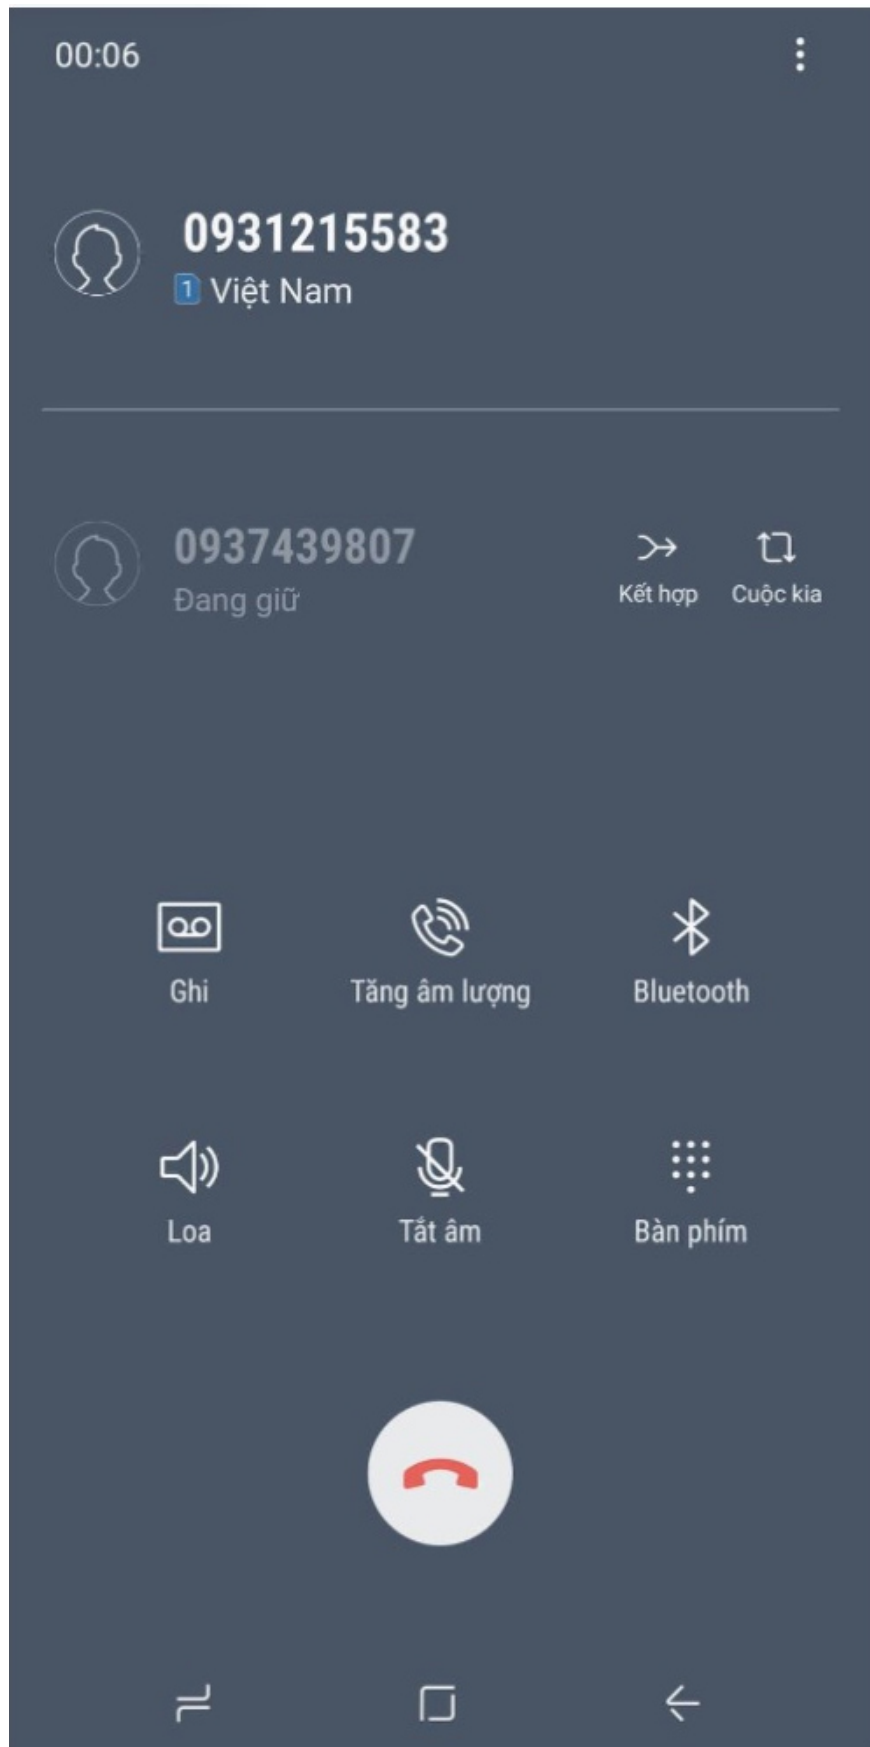 00:06
0931215583
1 Việt Nam
0937439807
Đang giữ
Kết hợp Cuộc kia
Ghi Tăng âm lượng Bluetooth
Loa Tắt âm Bàn phím